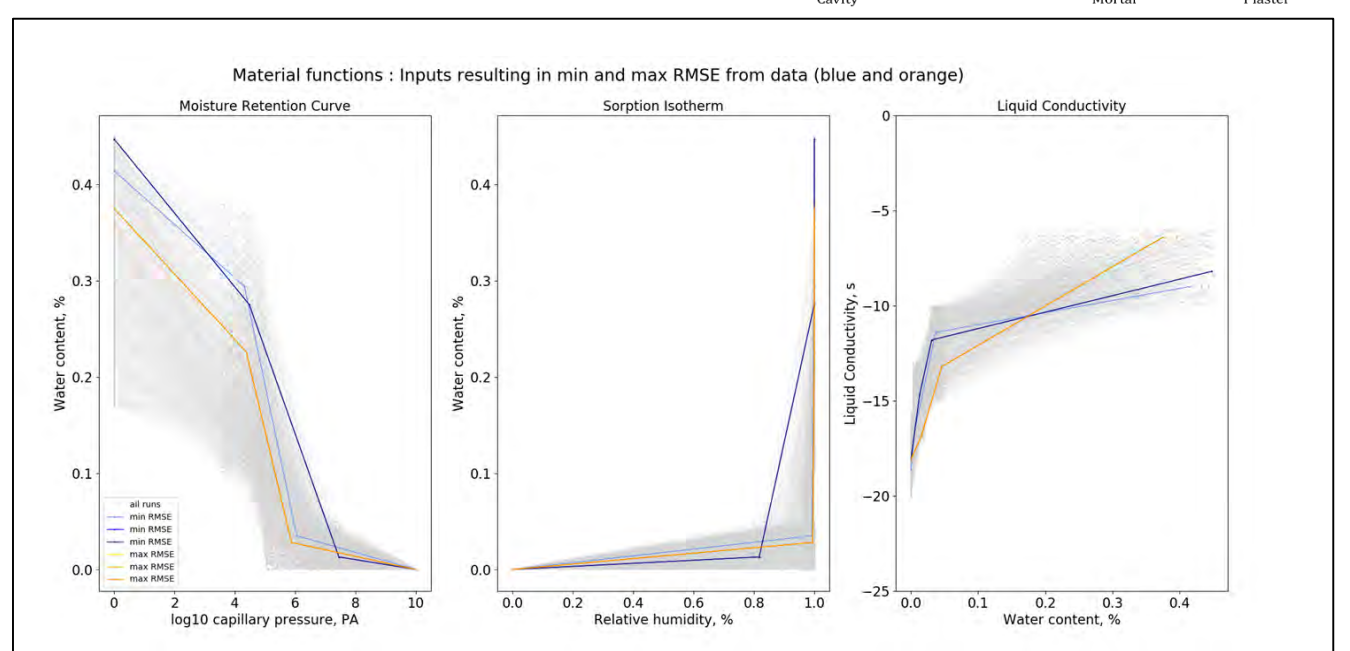 Cavity
Mortar
Plaster
Material functions : Inputs resulting in min and max RMSE from data (blue and orange)
Moisture Retention Curve
Water content, %
0.4
0.3
0.2
0.1
0.0
ail runs
min RMSE
min RMSE
min RMSE
max RMSE
max RMSE
max RMSE
0
2
4
6
8
10
log10 capillary pressure, PA
Sorption Isotherm
Water content, %
0.4
0.3
0.2
0.1
0.0
0.0
0.2
0.4
0.6
0.8
1.0
Relative humidity, %
Liquid Conductivity
Liquid Conductivity, s
0
−5
−10
−15
−20
−25
0.0
0.1
0.2
0.3
0.4
Water content, %